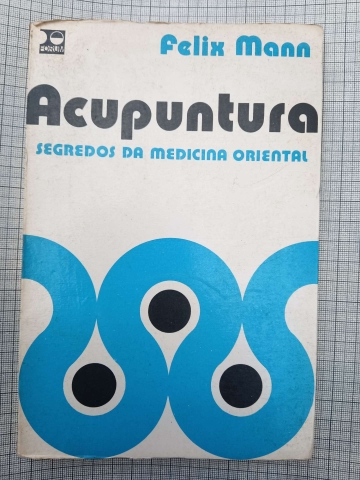 FORUM
Felix Mann
Acupuntura
SEGREDOS DA MEDICINA ORIENTAL